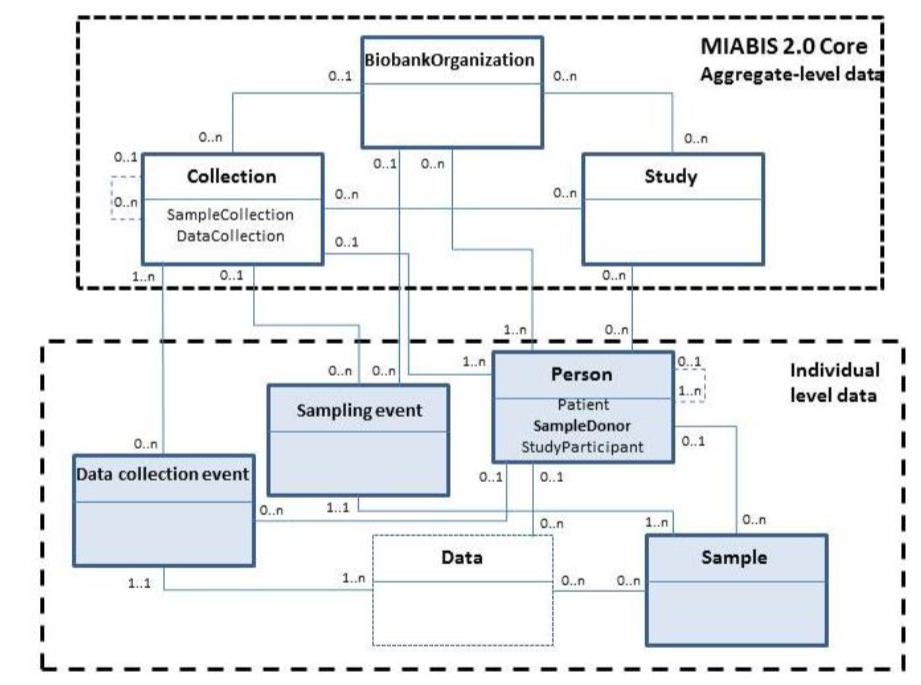 BiobankOrganization
MIABIS 2.0 Core
Aggregate-level data
0..1
0..n
0..n
0..n
0..1
0..1
0..n
Collection
Study
0..n
0..n
0..n
SampleCollection
DataCollection
0..1
1..n
0..1
0..n
1..n
0..n
Individual
level data
0..n
0..n
1..n
Person
0..1
Patient
1..n
SampleDonor
StudyParticipant
Sampling event
0..1
0..n
Data collection event
0..1
0..1
0..n
1..1
0..n
1..n
0..n
Data
Sample
1..1
1..n
0..n
0..n